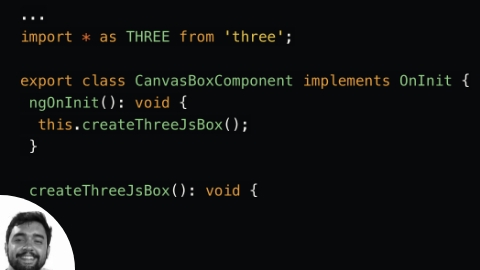 ...
import * as THREE from 'three';
export class CanvasBoxComponent implements OnInit {
ngOnInit(): void {
this.createThreeJsBox();
}
createThreeJsBox(): void {